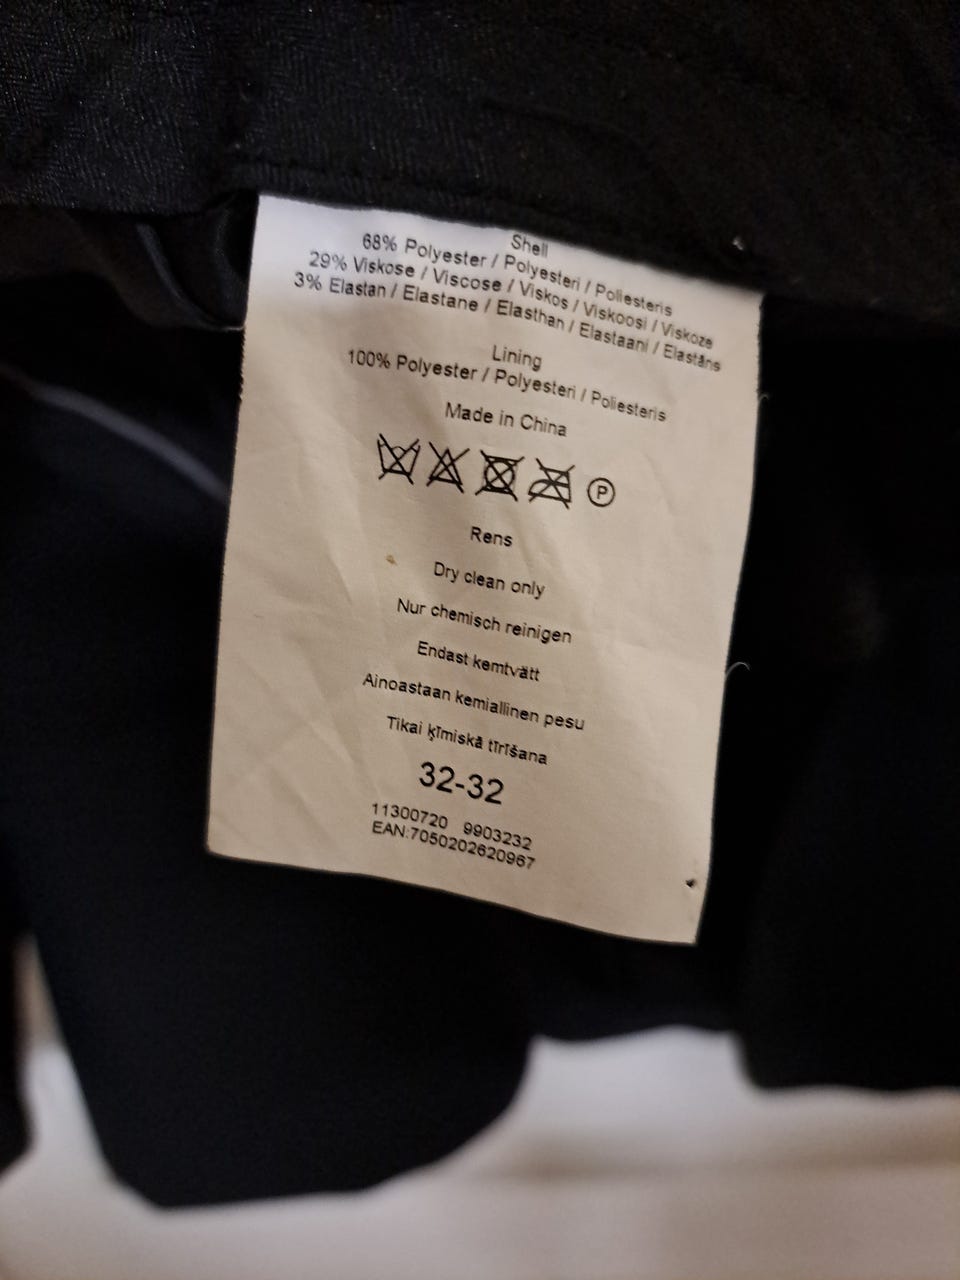 Shell
68% Polyester / Polyesteri / Poliesteris
29% Viskose / Viscose / Viskos / Viskoosi / Viskoze
3% Elastan / Elastane / Elasthan / Elastaani / Elastāns
Lining
100% Polyester / Polyesteri / Poliesteris
Made in China
P
Rens
Dry clean only
Nur chemisch reinigen
Endast kemtvätt
Ainoastaan kemiallinen pesu
Tikai ķīmiskā tīrīšana
32-32
11300720 9903232
EAN:7050202620967